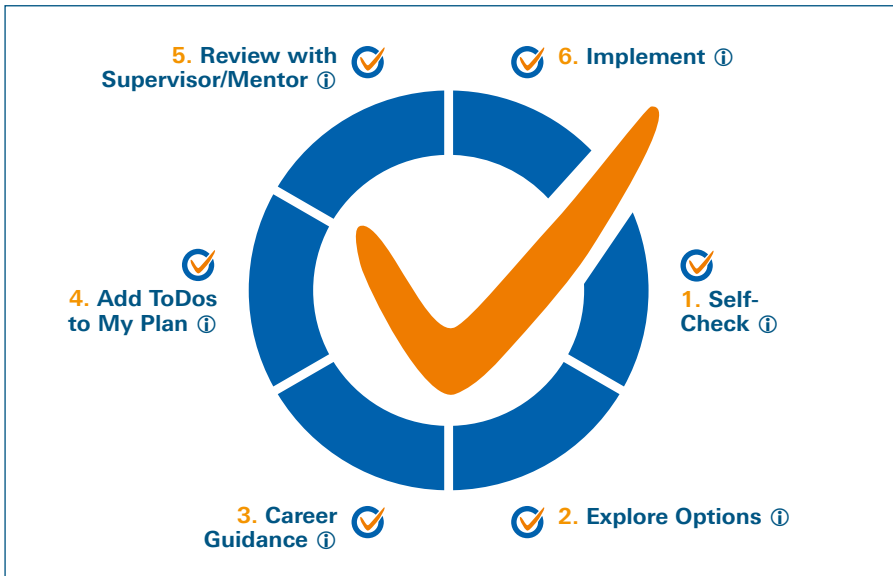 5. Review with
Supervisor/Mentor ⓘ
6. Implement ⓘ
4. Add ToDos
to My Plan ⓘ
1. Self-
Check ⓘ
3. Career
Guidance ⓘ
2. Explore Options ⓘ